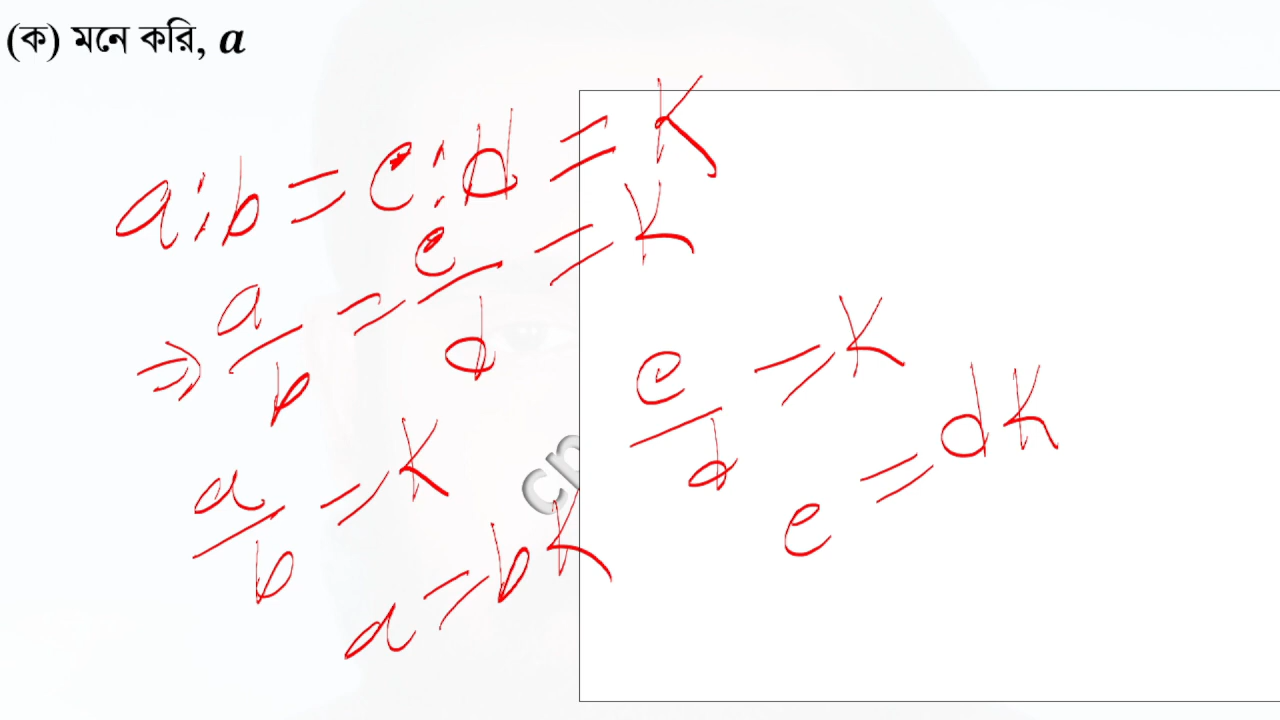 (ক) মনে করি, a
a:b = c:d = K
⇒ a/b = c/d = K
a/b = K
a = bK
c/d = K
c = dK